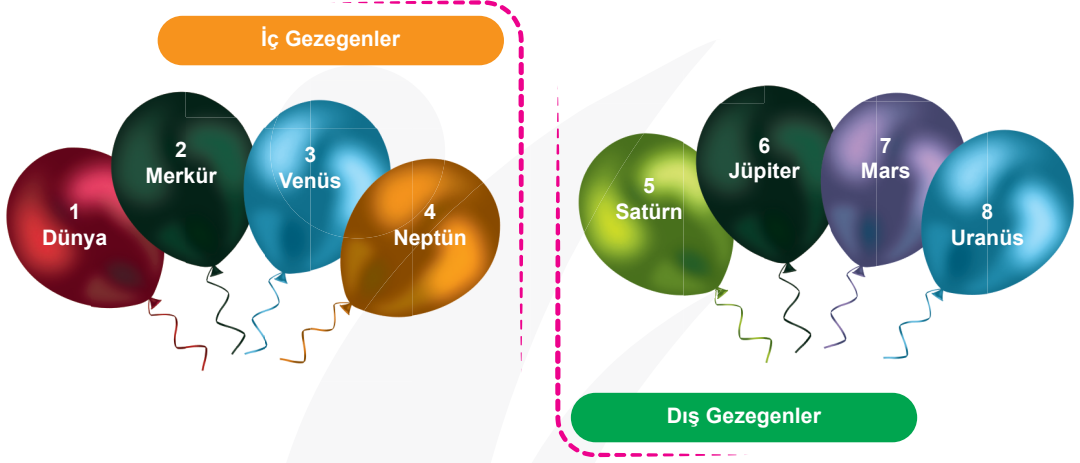 İç Gezegenler
1
Dünya
2
Merkür
3
Venüs
4
Neptün
5
Satürn
6
Jüpiter
7
Mars
8
Uranüs
Dış Gezegenler